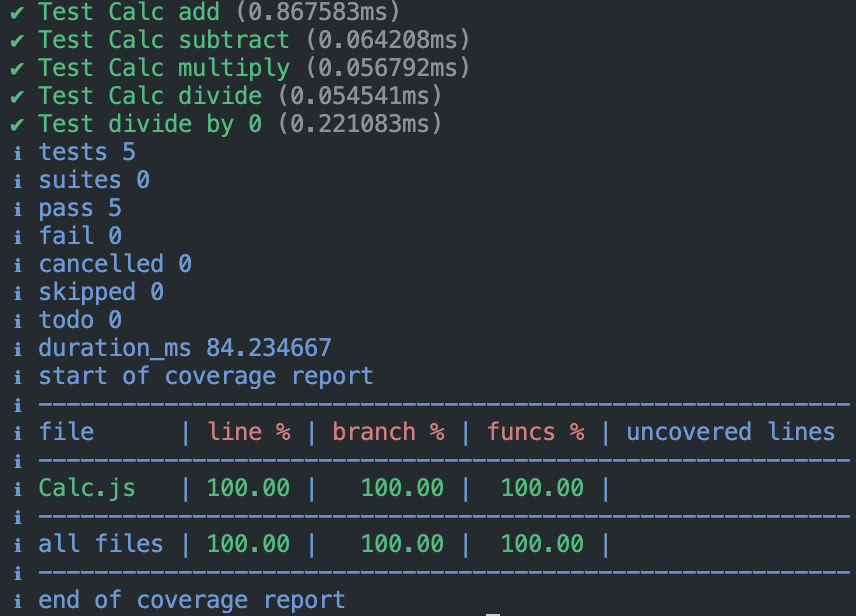 ✔ Test Calc add (0.867583ms)
✔ Test Calc subtract (0.064208ms)
✔ Test Calc multiply (0.056792ms)
✔ Test Calc divide (0.054541ms)
✔ Test divide by 0 (0.221083ms)
ℹ tests 5
ℹ suites 0
ℹ pass 5
ℹ fail 0
ℹ cancelled 0
ℹ skipped 0
ℹ todo 0
ℹ duration_ms 84.234667
ℹ start of coverage report
ℹ ----------------------------------------------------------
ℹ file      | line % | branch % | funcs % | uncovered lines
ℹ ----------------------------------------------------------
ℹ Calc.js   | 100.00 |   100.00 |  100.00 |
ℹ ----------------------------------------------------------
ℹ all files | 100.00 |   100.00 |  100.00 |
ℹ ----------------------------------------------------------
ℹ end of coverage report